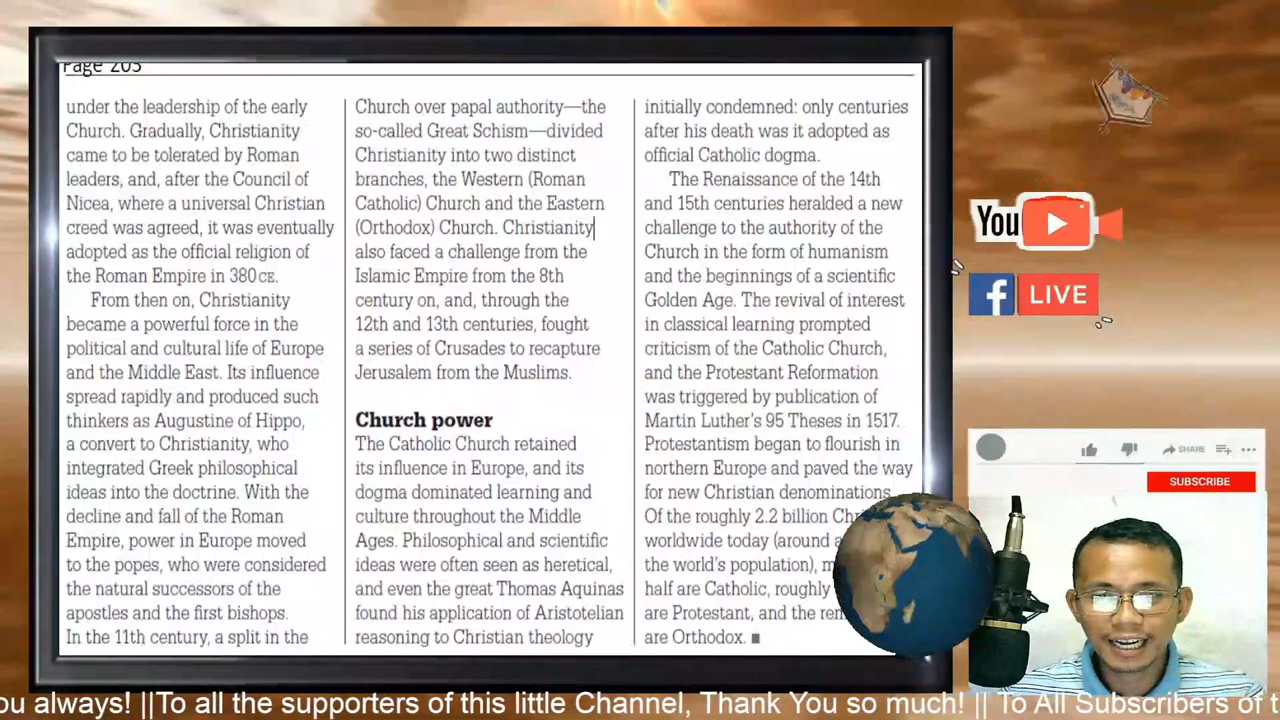 Page 203
under the leadership of the early
Church. Gradually, Christianity
came to be tolerated by Roman
leaders, and, after the Council of
Nicea, where a universal Christian
creed was agreed, it was eventually
adopted as the official religion of
the Roman Empire in 380CE.
From then on, Christianity
became a powerful force in the
political and cultural life of Europe
and the Middle East. Its influence
spread rapidly and produced such
thinkers as Augustine of Hippo,
a convert to Christianity, who
integrated Greek philosophical
ideas into the doctrine. With the
decline and fall of the Roman
Empire, power in Europe moved
to the popes, who were considered
the natural successors of the
apostles and the first bishops.
In the 11th century, a split in the
Church over papal authority—the
so-called Great Schism—divided
Christianity into two distinct
branches, the Western (Roman
Catholic) Church and the Eastern
(Orthodox) Church. Christianity
also faced a challenge from the
Islamic Empire from the 8th
century on, and, through the
12th and 13th centuries, fought
a series of Crusades to recapture
Jerusalem from the Muslims.
Church power
The Catholic Church retained
its influence in Europe, and its
dogma dominated learning and
culture throughout the Middle
Ages. Philosophical and scientific
ideas were often seen as heretical,
and even the great Thomas Aquinas
found his application of Aristotelian
reasoning to Christian theology
initially condemned: only centuries
after his death was it adopted as
official Catholic dogma.
The Renaissance of the 14th
and 15th centuries heralded a new
challenge to the authority of the
Church in the form of humanism
and the beginnings of a scientific
Golden Age. The revival of interest
in classical learning prompted
criticism of the Catholic Church,
and the Protestant Reformation
was triggered by publication of
Martin Luther's 95 Theses in 1517.
Protestantism began to flourish in
northern Europe and paved the way
for new Christian denominations.
Of the roughly 2.2 billion
worldwide today (around
the world's population),
half are Catholic, roughly
are Protestant, and the
are Orthodox. ■
You
f LIVE
SHARE
SUBSCRIBE
ou always! ||To all the supporters of this little Channel, Thank You so much! || To All Subscribers of t